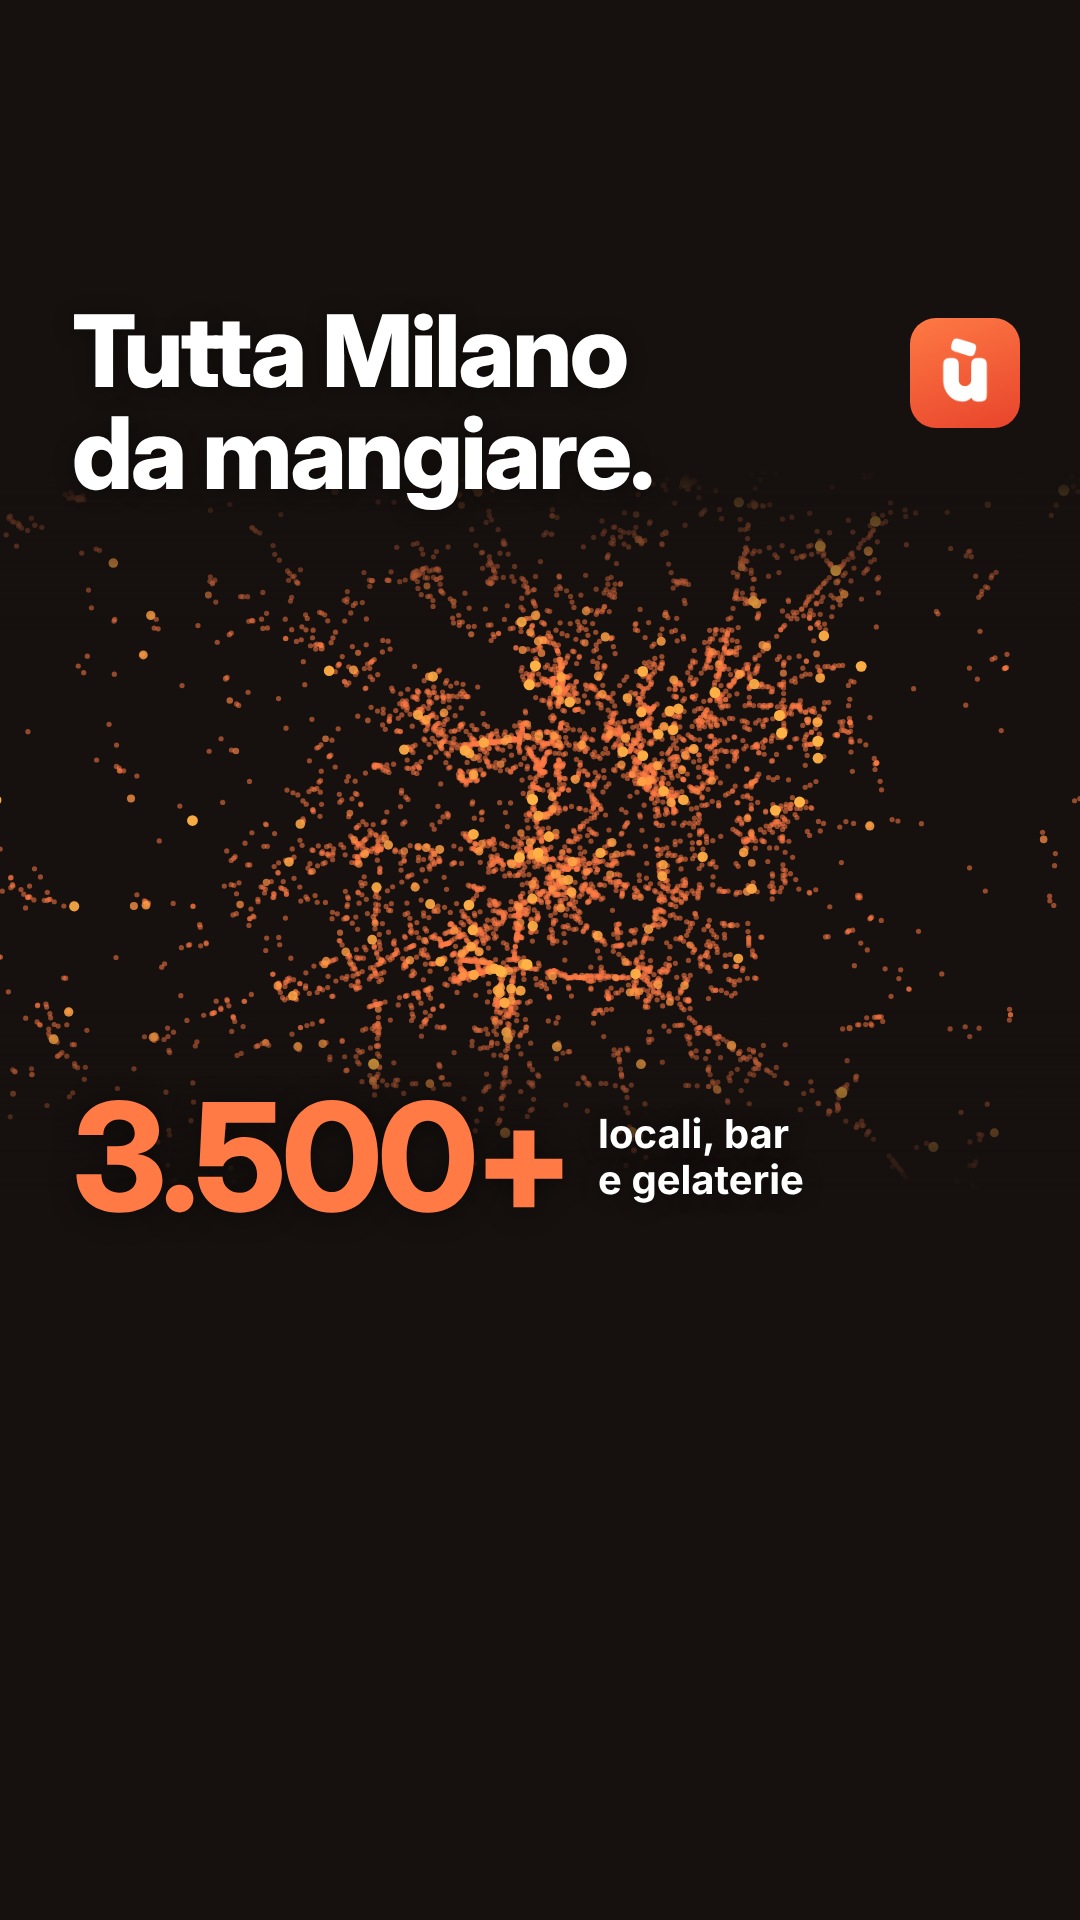 Tutta Milano
da mangiare.
ù
3.500+
locali, bar
e gelaterie